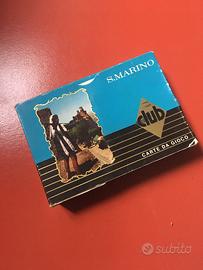 S.MARINO
club
CARTE DA GIOCO
subito